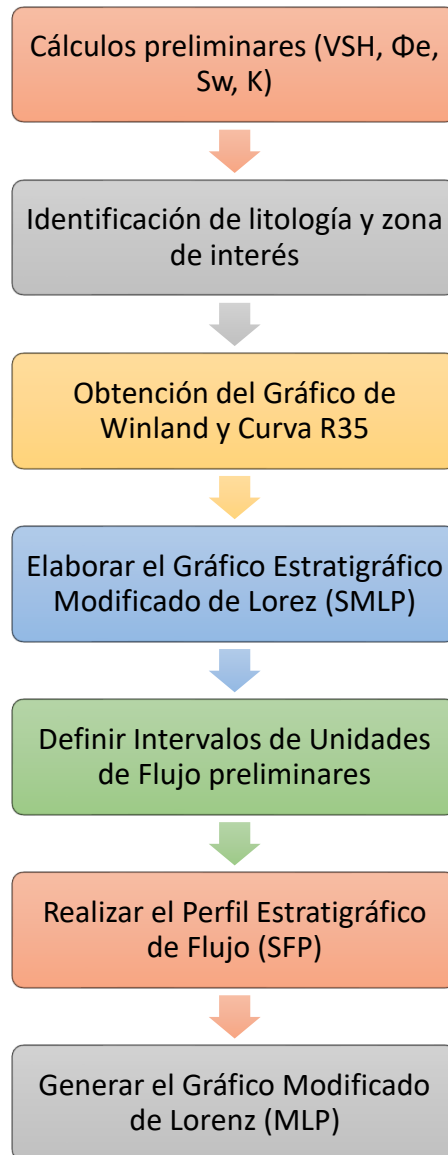 Cálculos preliminares (VSH, Φe,
Sw, K)
Identificación de litología y zona
de interés
Obtención del Gráfico de
Winland y Curva R35
Elaborar el Gráfico Estratigráfico
Modificado de Lorez (SMLP)
Definir Intervalos de Unidades
de Flujo preliminares
Realizar el Perfil Estratigráfico
de Flujo (SFP)
Generar el Gráfico Modificado
de Lorenz (MLP)